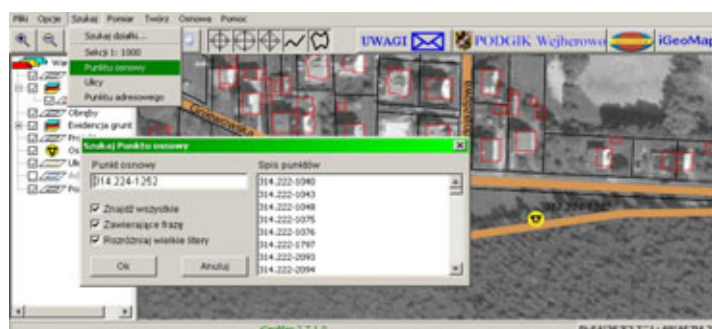 Pliki Opcje Szukaj Pomiar Twórz Osnowa Pomoc
Szukaj działki...
Sekcji 1: 1000
Punktu osnowy
Ulicy
Punktu adresowego
UWAGI
PODGIK Wejherowo
iGeoMap
Obręby
Ewidencja grunt
Szukaj Punktu osnowy
Punkt osnowy
314.224-1252
Znajdź wszystkie
Zawierające frazę
Rozróżniaj wielkie litery
Ok
Anuluj
Spis punktów
314.222-1040
314.222-1043
314.222-1048
314.222-1075
314.222-1076
314.222-1797
314.222-2093
314.222-2094